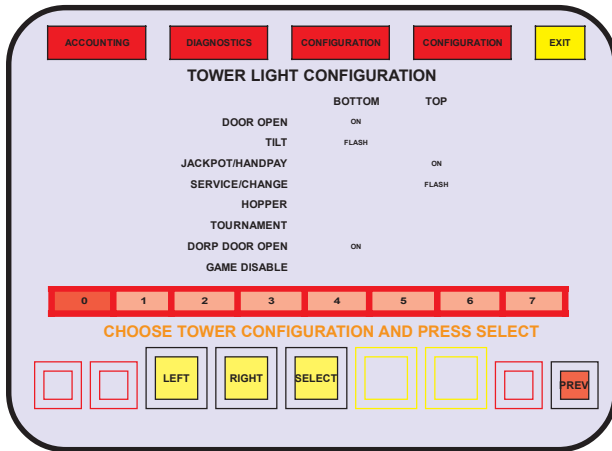 ACCOUNTING DIAGNOSTICS CONFIGURATION CONFIGURATION EXIT
TOWER LIGHT CONFIGURATION
BOTTOM TOP
DOOR OPEN ON
TILT FLASH
JACKPOT/HANDPAY ON
SERVICE/CHANGE FLASH
HOPPER
TOURNAMENT
DORP DOOR OPEN ON
GAME DISABLE
0 1 2 3 4 5 6 7
CHOOSE TOWER CONFIGURATION AND PRESS SELECT
LEFT RIGHT SELECT PREV